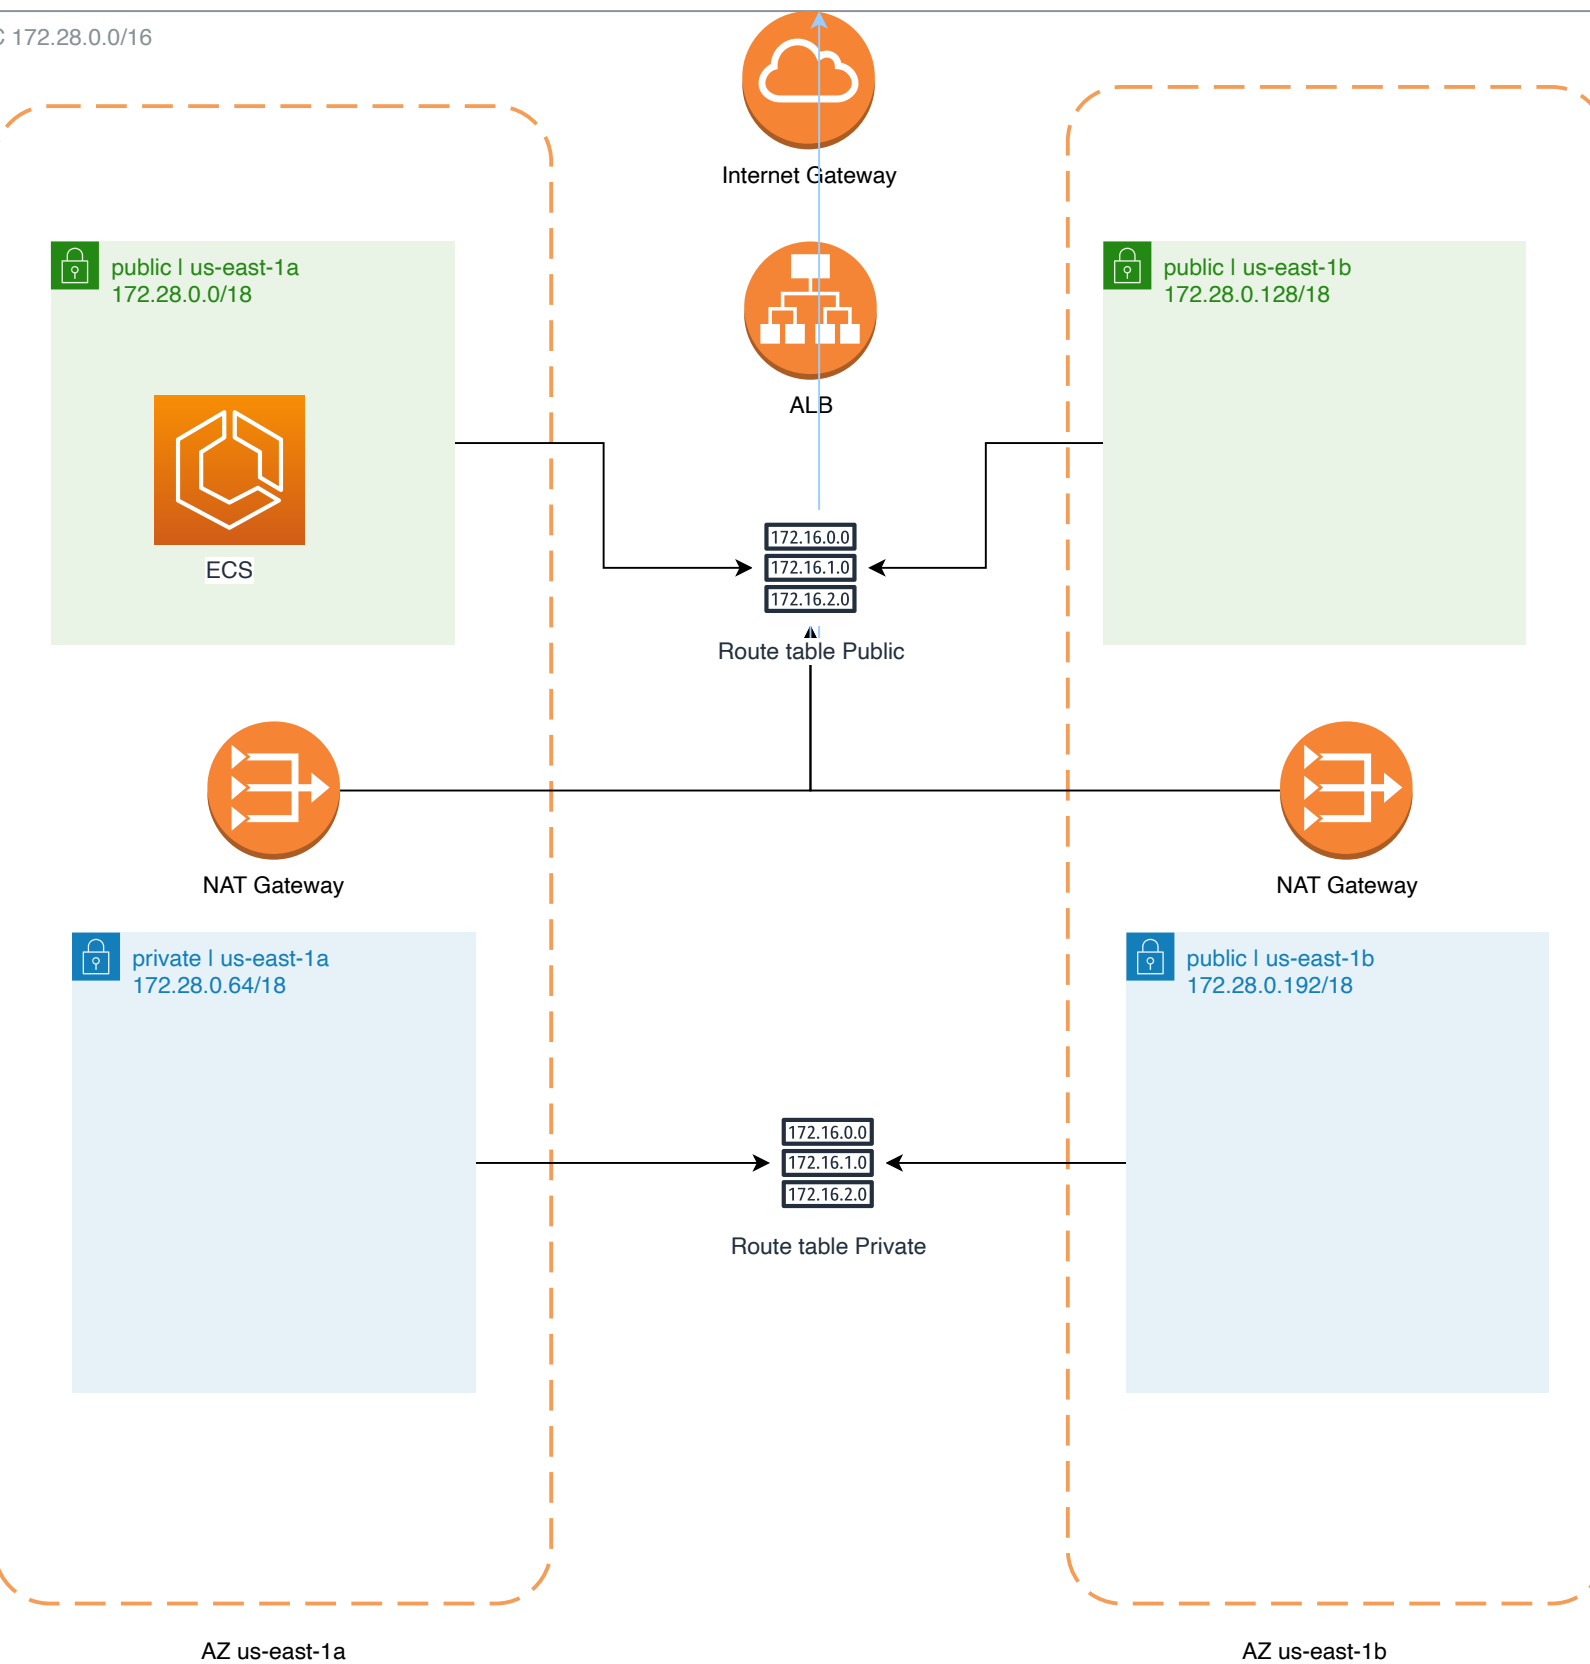 172.28.0.0/16
Internet Gateway
public | us-east-1a
172.28.0.0/18
public | us-east-1b
172.28.0.128/18
ALB
ECS
172.16.0.0
172.16.1.0
172.16.2.0
Route table Public
NAT Gateway
NAT Gateway
private | us-east-1a
172.28.0.64/18
public | us-east-1b
172.28.0.192/18
172.16.0.0
172.16.1.0
172.16.2.0
Route table Private
AZ us-east-1a
AZ us-east-1b